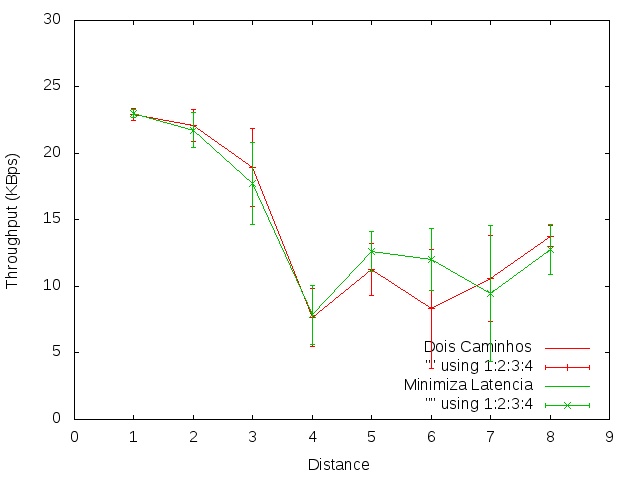 30
25
20
15
10
5
0
Throughput (KBps)
Dois Caminhos
"" using 1:2:3:4
Minimiza Latencia
"" using 1:2:3:4
0 1 2 3 4 5 6 7 8 9
Distance